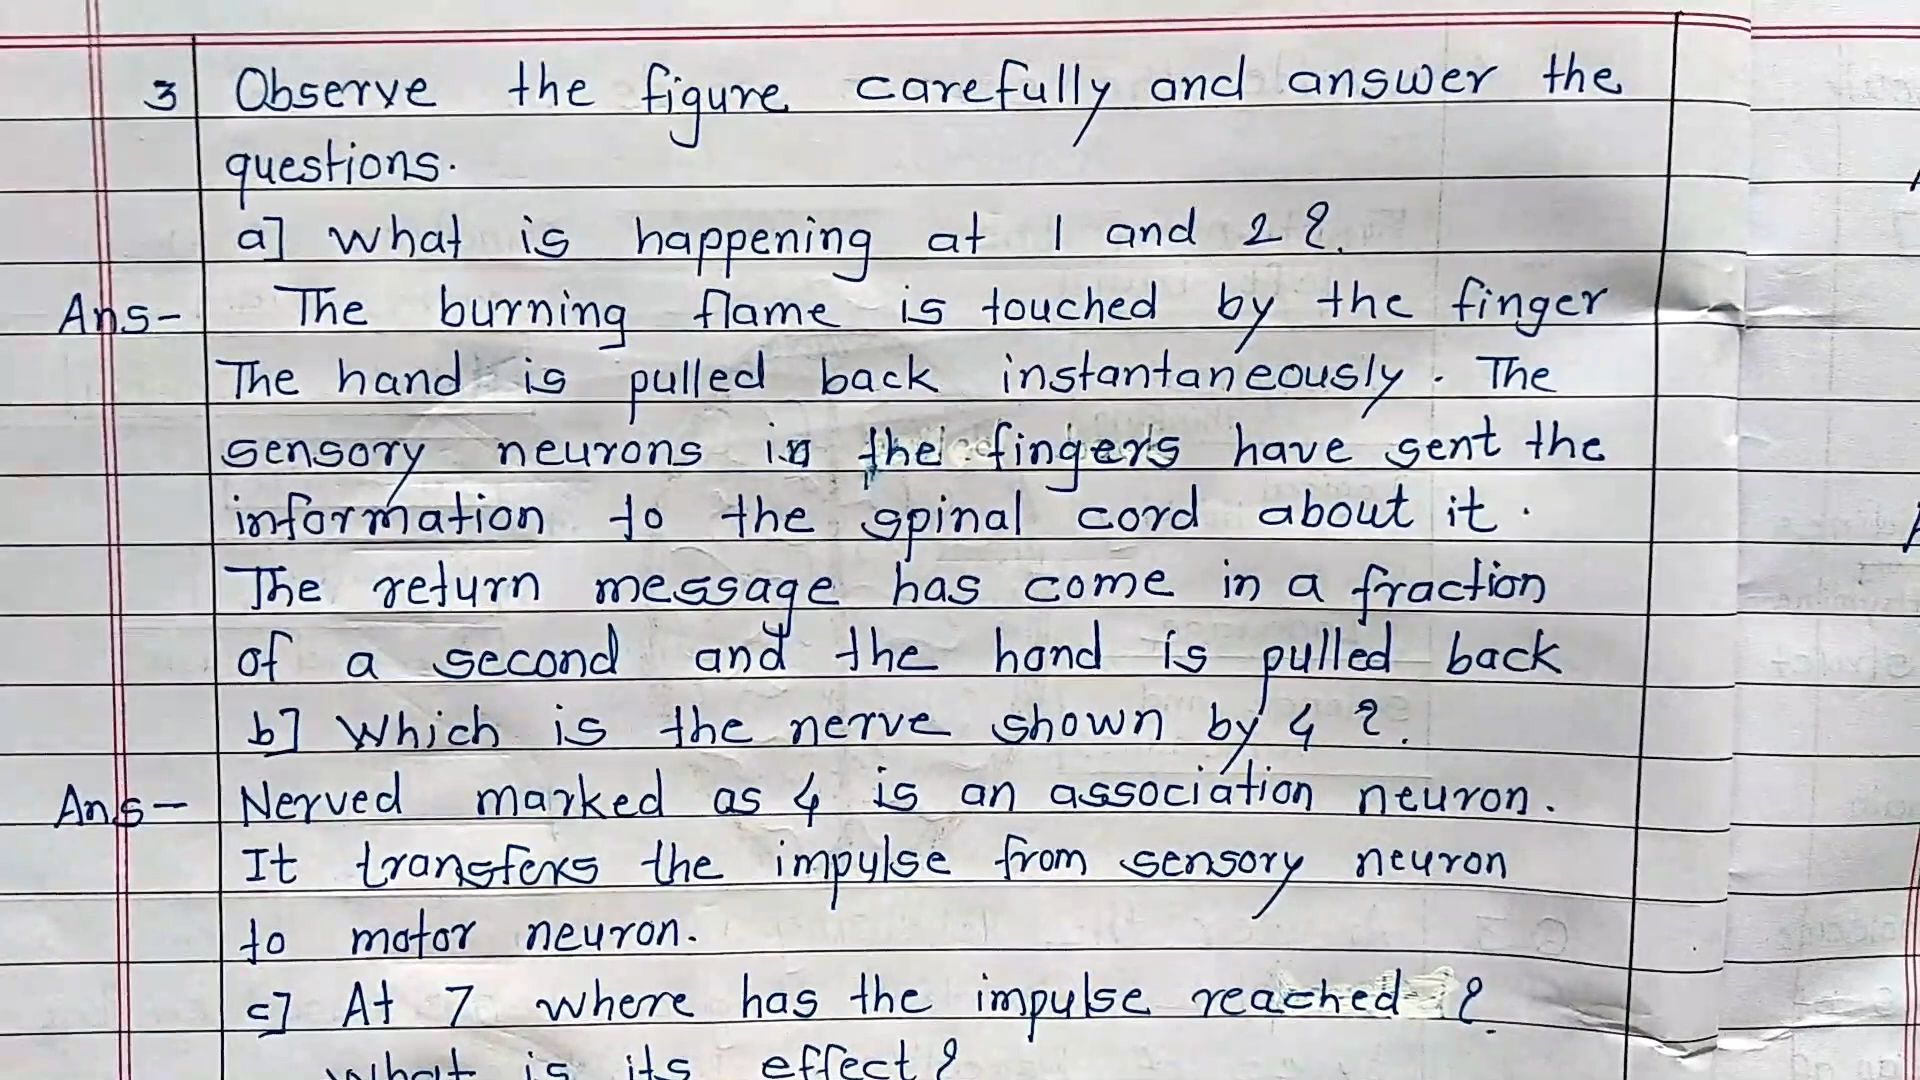 3 Observe the figure carefully and answer the
questions.
a] What is happening at 1 and 2 ?.
Ans- The burning flame is touched by the finger
The hand is pulled back instantaneously. The
sensory neurons in the fingers have sent the
information to the spinal cord about it.
The return message has come in a fraction
of a second and the hand is pulled back
b] Which is the nerve shown by 4 ?.
Ans- Nerved marked as 4 is an association neuron.
It transfers the impulse from sensory neuron
to motor neuron.
c] At 7 where has the impulse reached ?.
What is its effect?